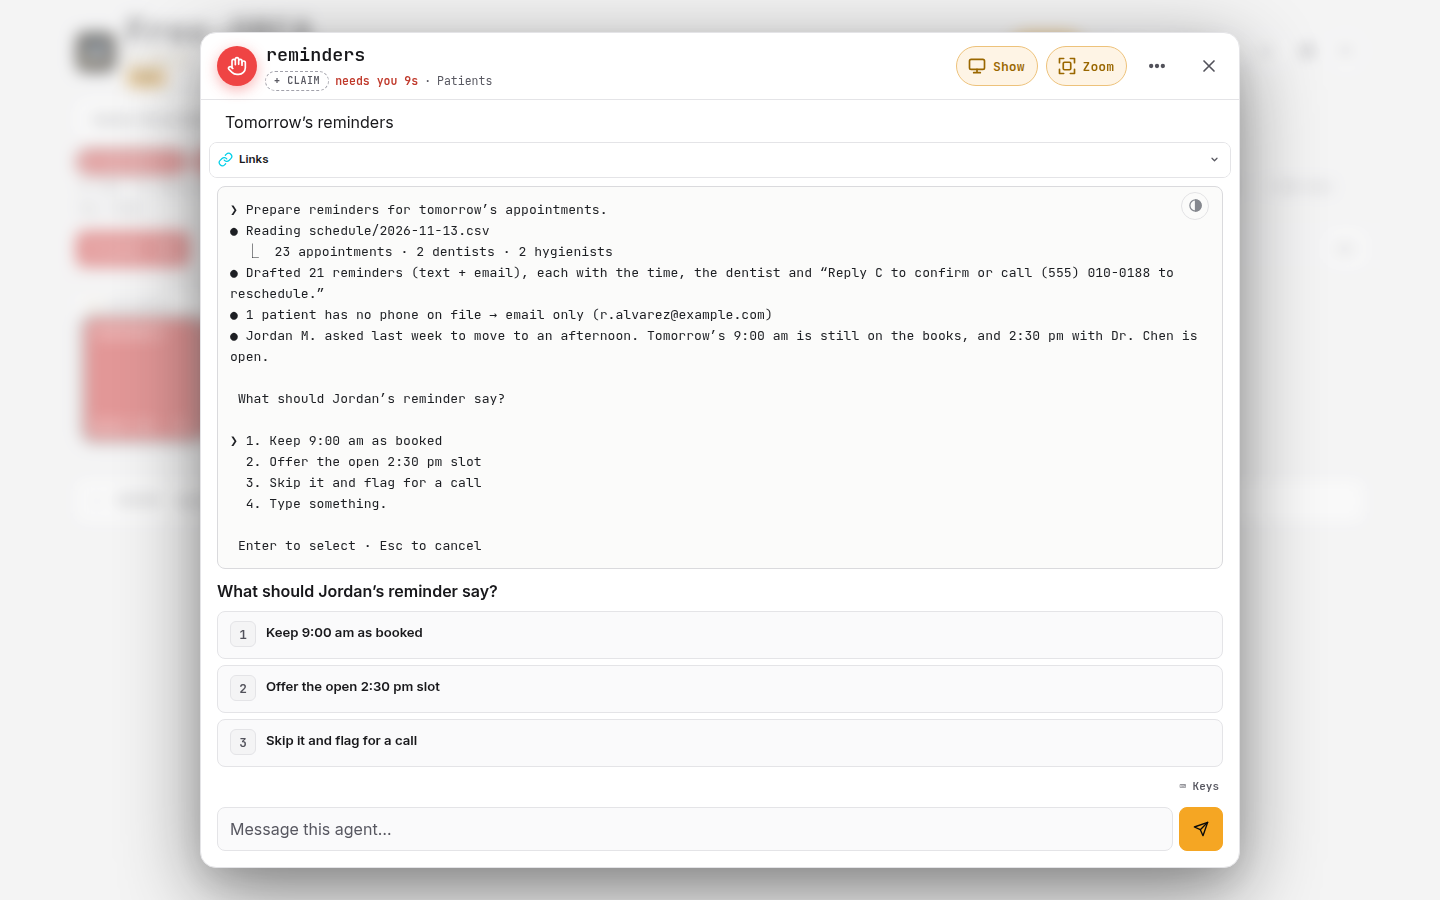 reminders
+ CLAIM needs you 9s · Patients
Show
Zoom
Tomorrow’s reminders
Links
❯ Prepare reminders for tomorrow’s appointments.
● Reading schedule/2026-11-13.csv
⎿ 23 appointments · 2 dentists · 2 hygienists
● Drafted 21 reminders (text + email), each with the time, the dentist and “Reply C to confirm or call (555) 010-0188 to
reschedule.”
● 1 patient has no phone on file → email only (r.alvarez@example.com)
● Jordan M. asked last week to move to an afternoon. Tomorrow’s 9:00 am is still on the books, and 2:30 pm with Dr. Chen is
open.
What should Jordan’s reminder say?
❯ 1. Keep 9:00 am as booked
2. Offer the open 2:30 pm slot
3. Skip it and flag for a call
4. Type something.
Enter to select · Esc to cancel
What should Jordan’s reminder say?
1 Keep 9:00 am as booked
2 Offer the open 2:30 pm slot
3 Skip it and flag for a call
Keys
Message this agent...